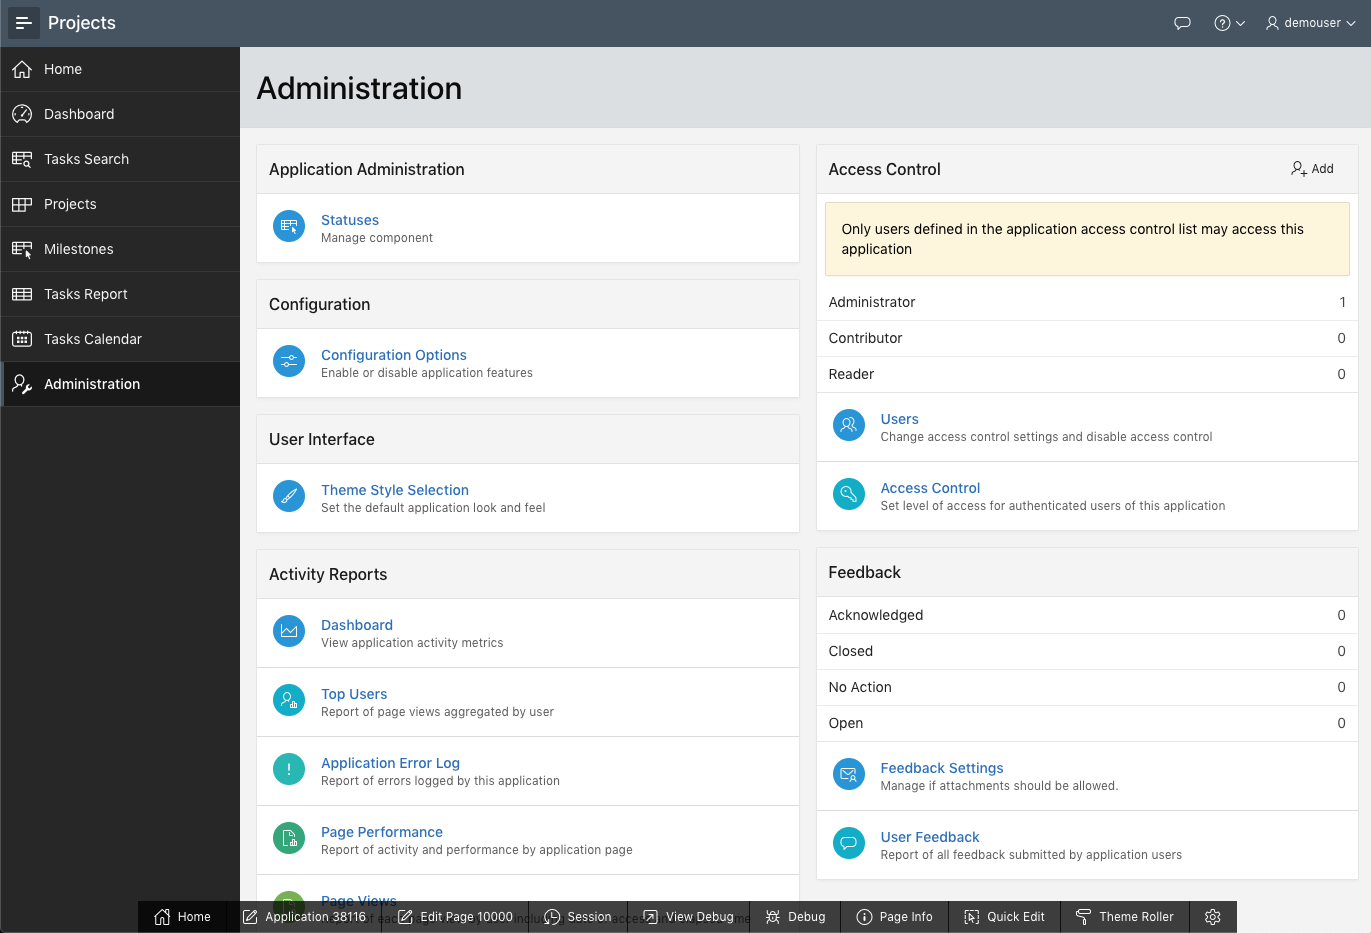 Projects
demouser
Home
Dashboard
Tasks Search
Projects
Milestones
Tasks Report
Tasks Calendar
Administration
Administration
Application Administration
Statuses
Manage component
Configuration
Configuration Options
Enable or disable application features
User Interface
Theme Style Selection
Set the default application look and feel
Activity Reports
Dashboard
View application activity metrics
Top Users
Report of page views aggregated by user
Application Error Log
Report of errors logged by this application
Page Performance
Report of activity and performance by application page
Page Views
Access Control
Add
Only users defined in the application access control list may access this
application
Administrator 1
Contributor 0
Reader 0
Users
Change access control settings and disable access control
Access Control
Set level of access for authenticated users of this application
Feedback
Acknowledged 0
Closed 0
No Action 0
Open 0
Feedback Settings
Manage if attachments should be allowed.
User Feedback
Report of all feedback submitted by application users
Home Application 38116 Edit Page 10000 Session View Debug Debug Page Info Quick Edit Theme Roller